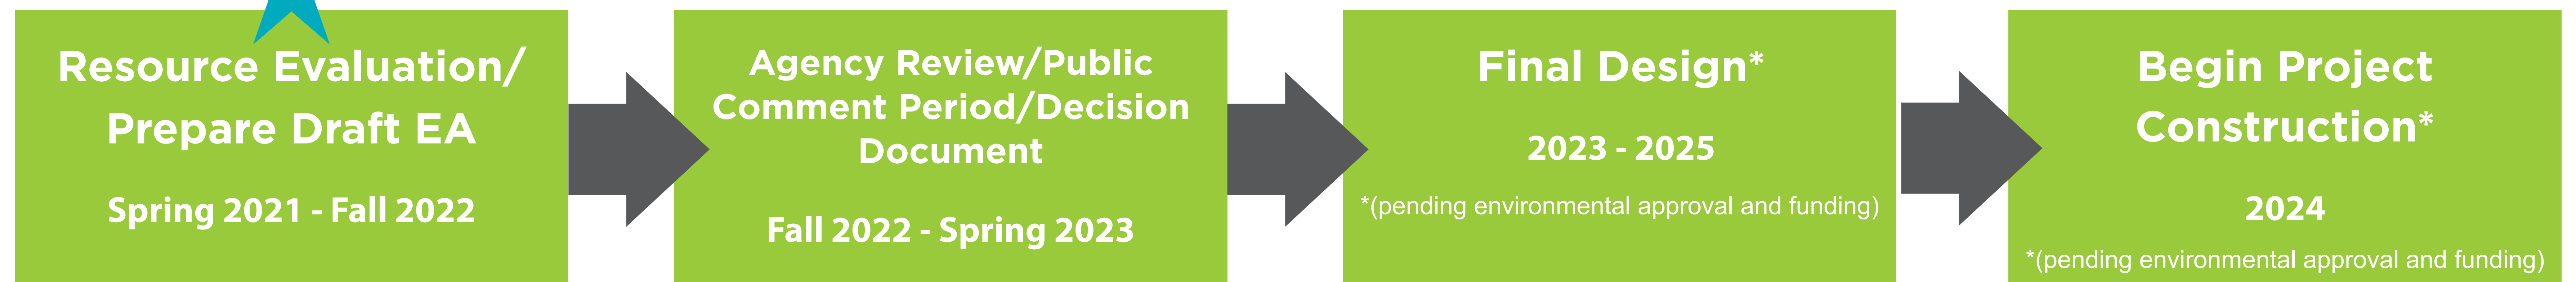 Resource Evaluation/
Prepare Draft EA
Spring 2021 - Fall 2022
Agency Review/Public
Comment Period/Decision
Document
Fall 2022 - Spring 2023
Final Design*
2023 - 2025
*(pending environmental approval and funding)
Begin Project
Construction*
2024
*(pending environmental approval and funding)